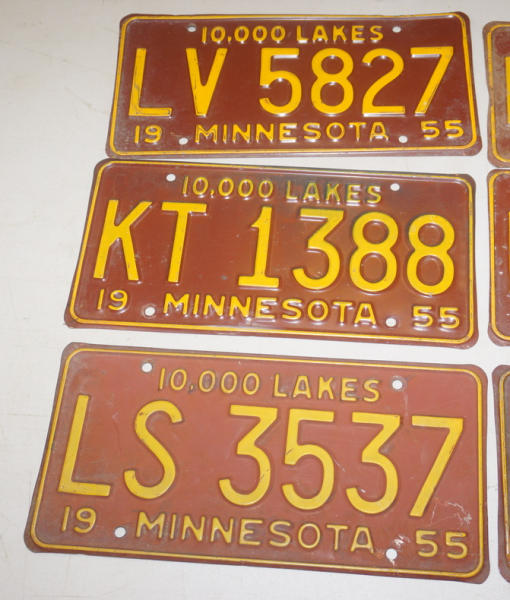 10,000 LAKES
LV 5827
19 MINNESOTA 55
10,000 LAKES
KT 1388
19 MINNESOTA 55
10,000 LAKES
LS 3537
19 MINNESOTA 55